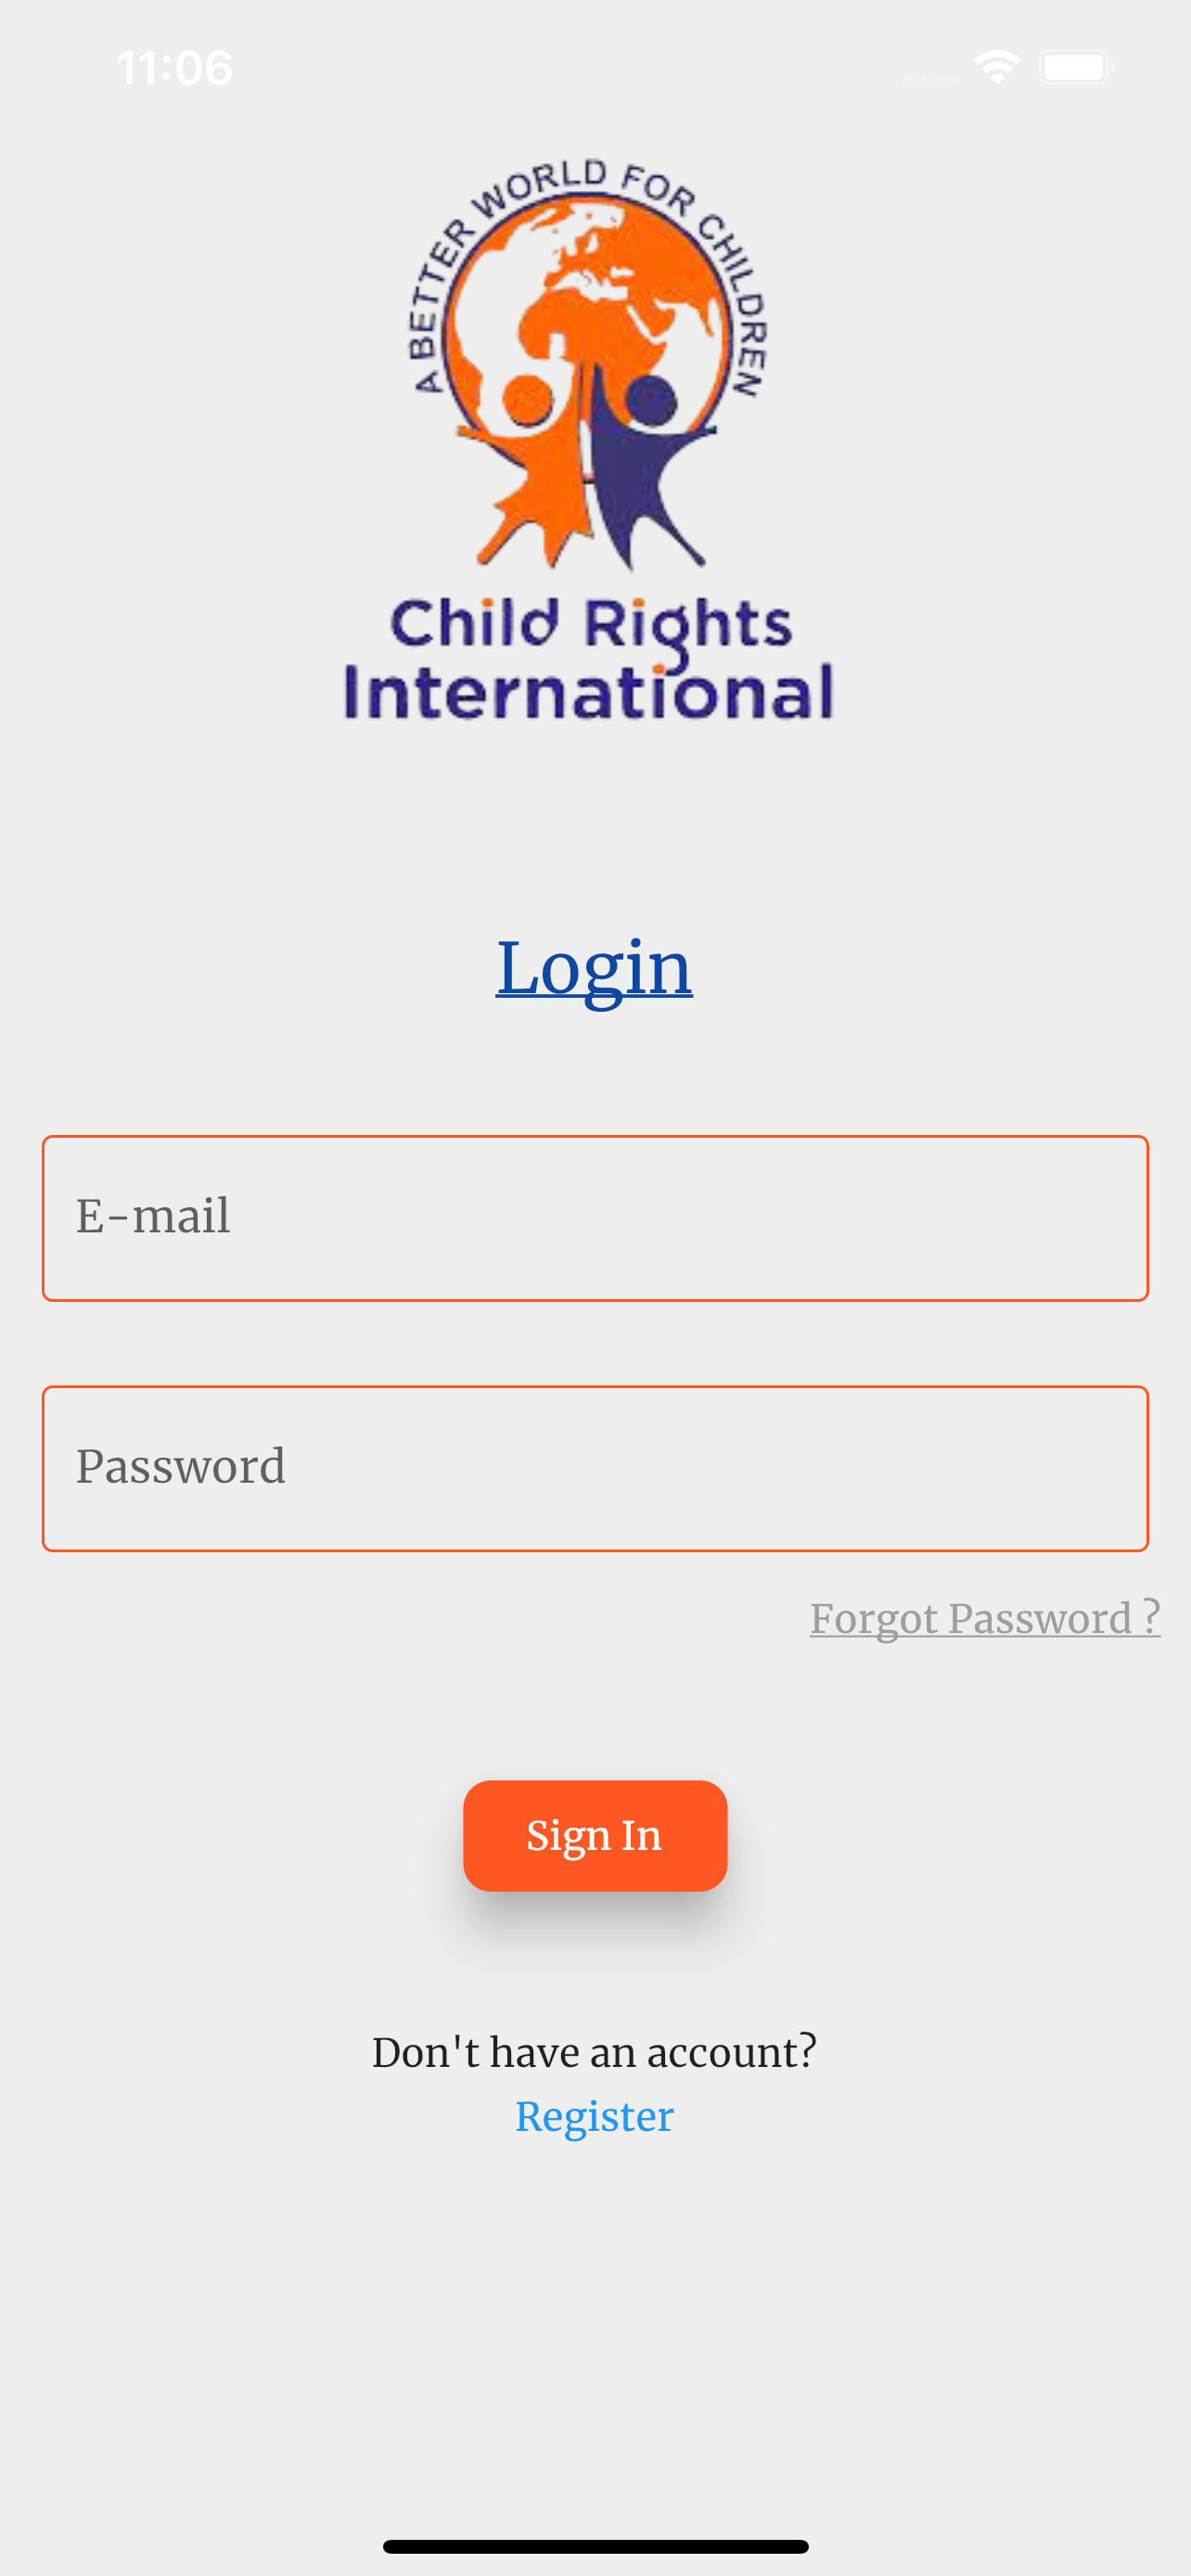 11:06
A BETTER WORLD FOR CHILDREN
Child Rights
International
Login
E-mail
Password
Forgot Password ?
Sign In
Don't have an account?
Register